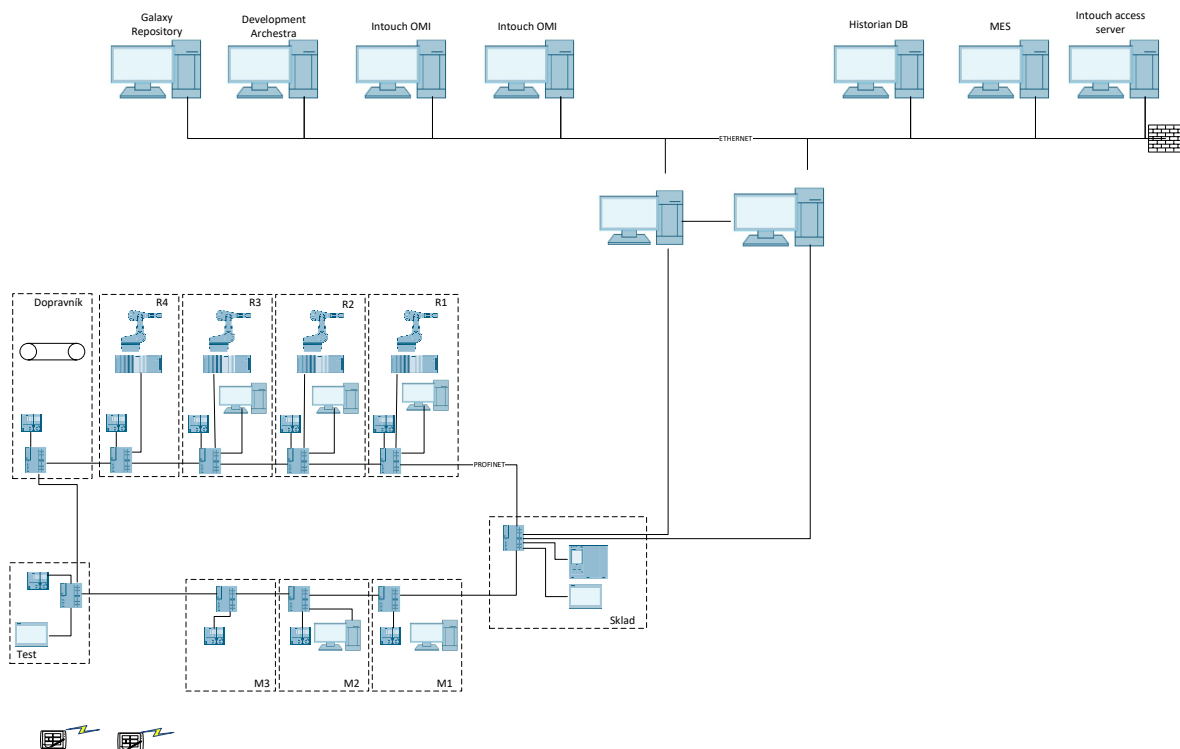 Galaxy
Repository
Development
Archestra
Intouch OMI
Intouch OMI
Historian DB
MES
Intouch access
server
ETHERNET
Dopravník
R4
R3
R2
R1
PROFINET
Sklad
Test
M3
M2
M1